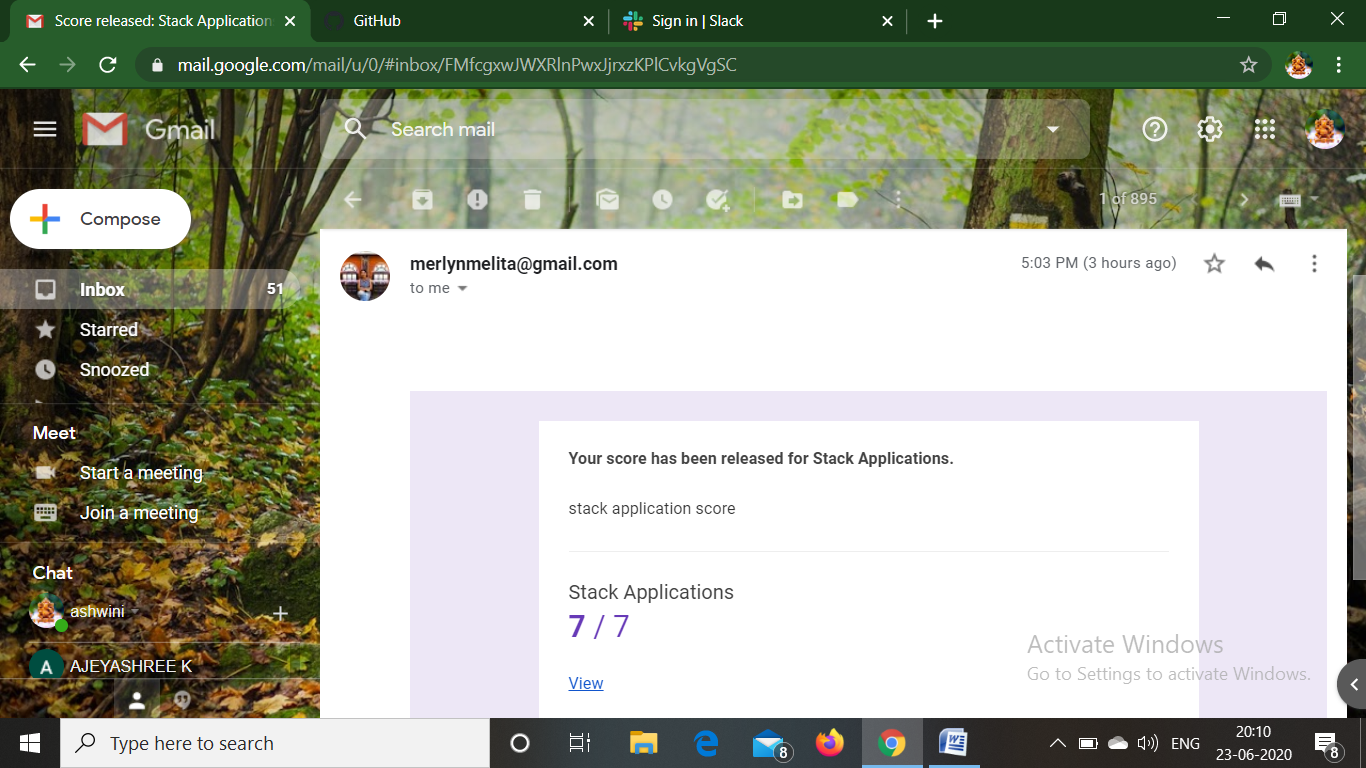 Score released: Stack Application
GitHub
Sign in | Slack
mail.google.com/mail/u/0/#inbox/FMfcgxwJWXRlnPwxJjrxzKPlCvkgVgSC
Gmail
Search mail
Compose
1 of 895
merlynmelita@gmail.com
5:03 PM (3 hours ago)
to me
Inbox 51
Starred
Snoozed
Meet
Start a meeting
Join a meeting
Chat
ashwini
A AJEYASHREE K
Your score has been released for Stack Applications.
stack application score
Stack Applications
7 / 7
View
Activate Windows
Go to Settings to activate Windows.
Type here to search
8
ENG
20:10
23-06-2020
8